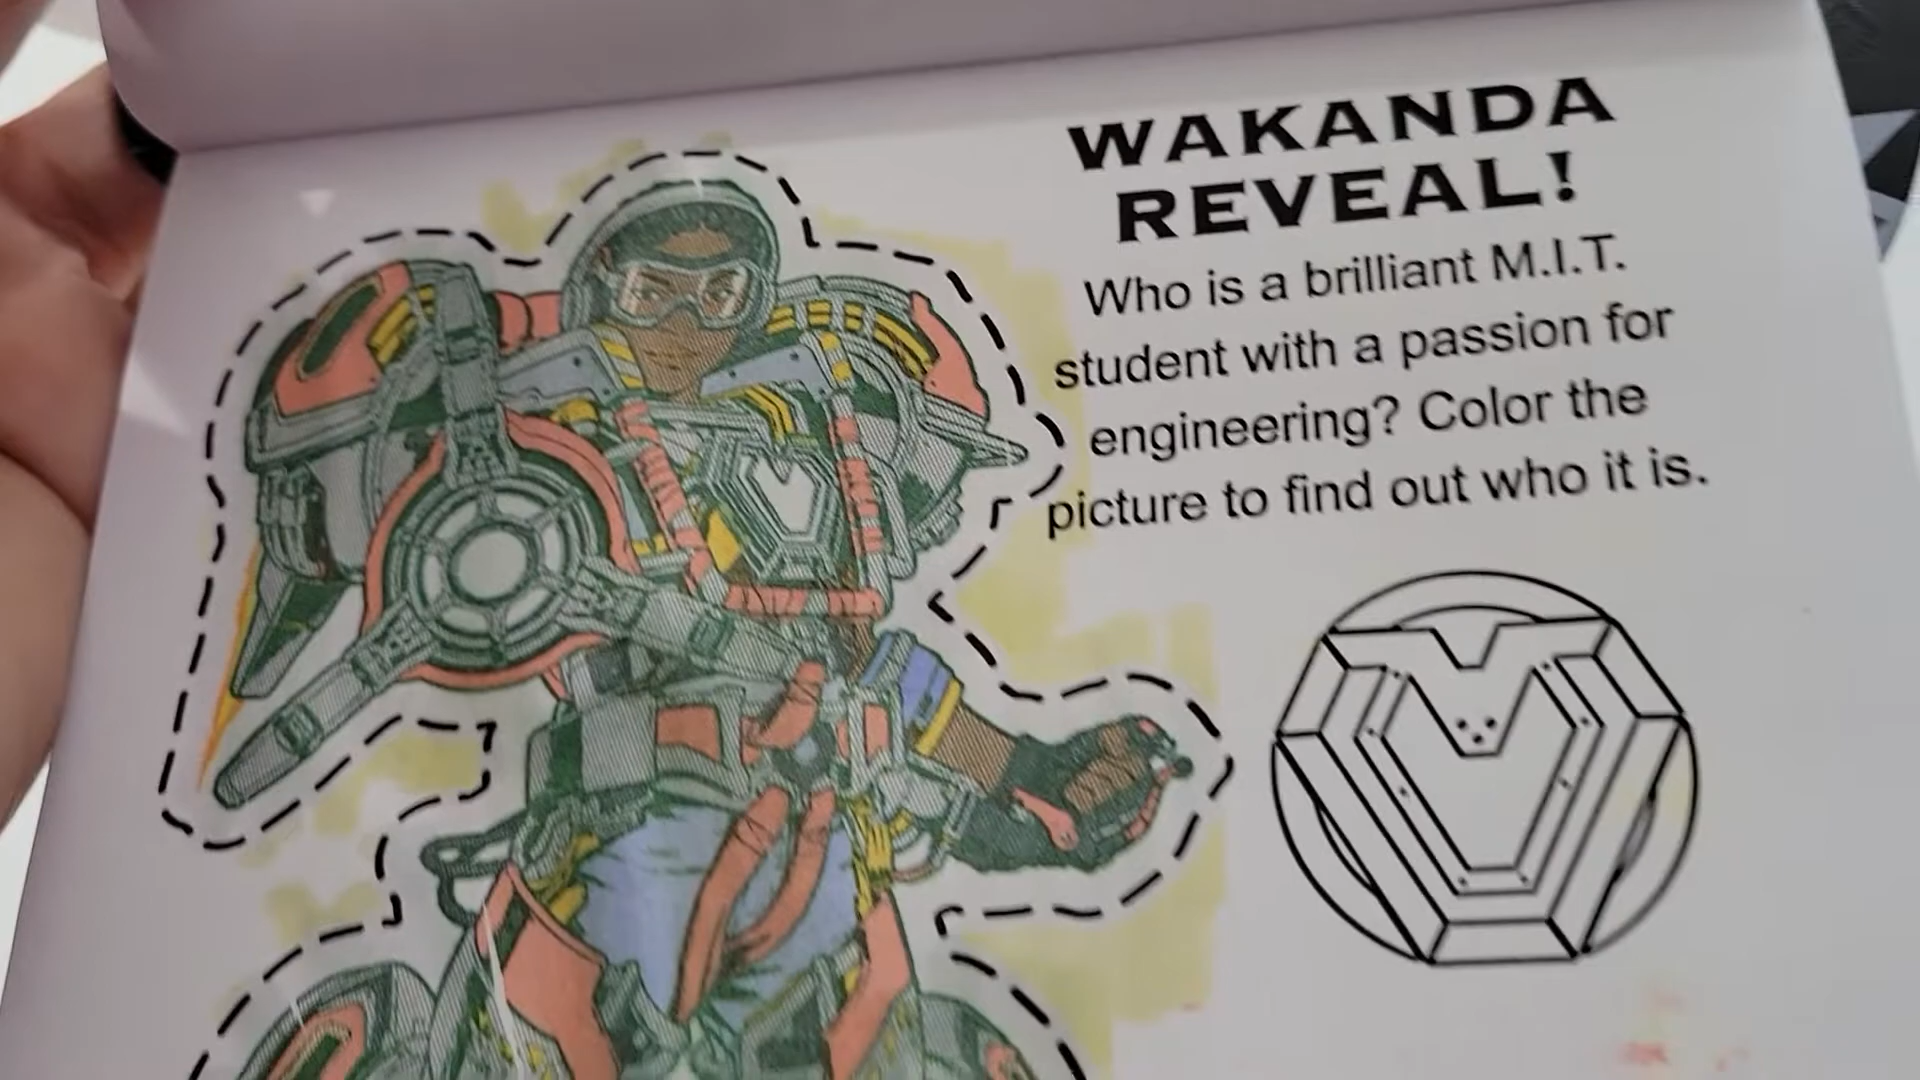 WAKANDA
REVEAL!
Who is a brilliant M.I.T.
student with a passion for
engineering? Color the
picture to find out who it is.